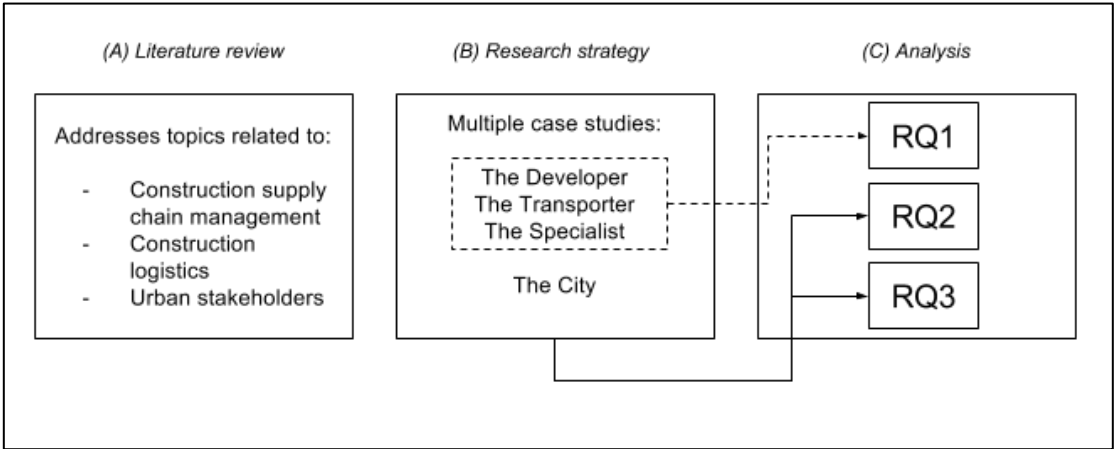 (A) Literature review
Addresses topics related to:
- Construction supply
chain management
- Construction
logistics
- Urban stakeholders
(B) Research strategy
Multiple case studies:
The Developer
The Transporter
The Specialist
The City
(C) Analysis
RQ1
RQ2
RQ3